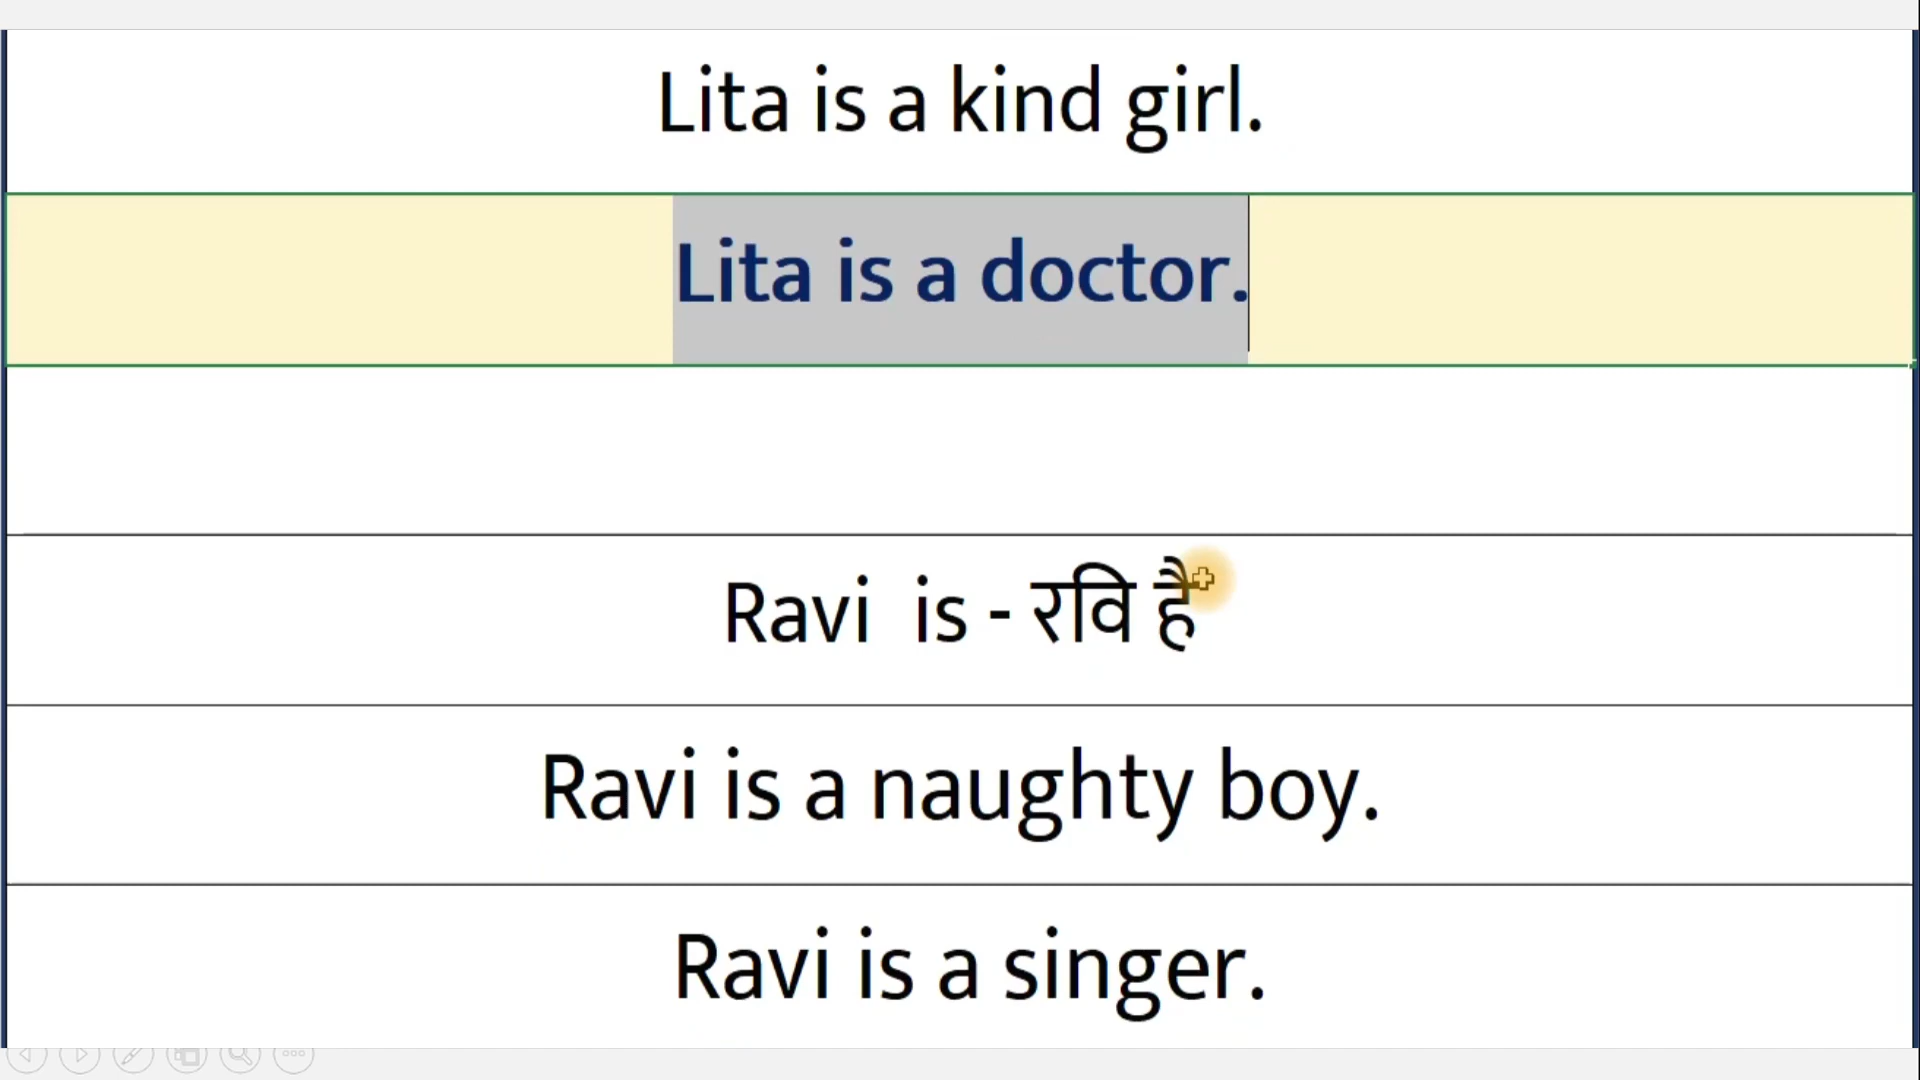 Lita is a kind girl.
Lita is a doctor.
Ravi is - रवि है
Ravi is a naughty boy.
Ravi is a singer.